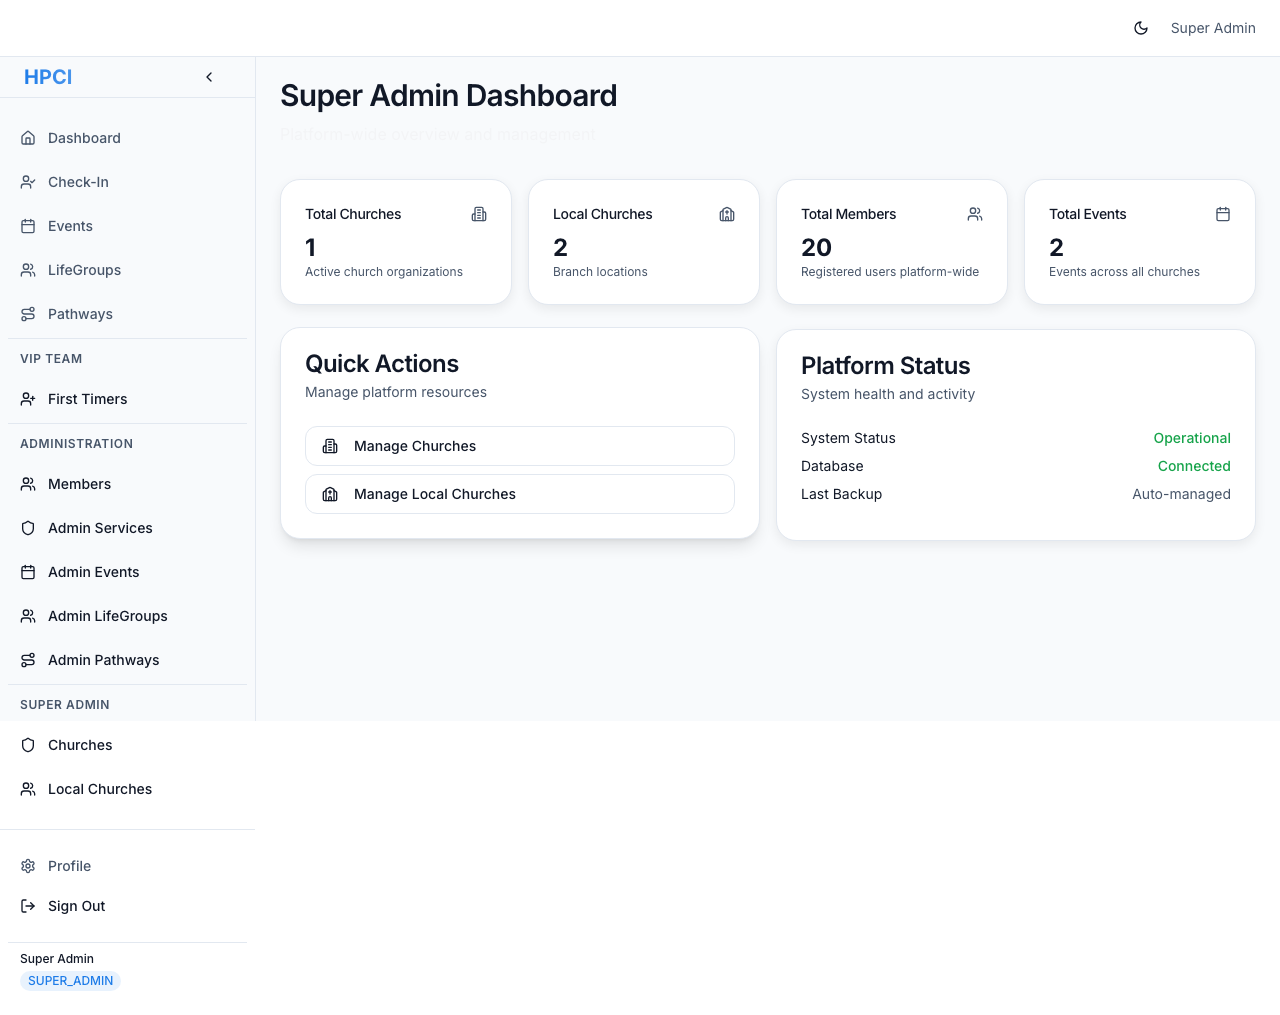 Super Admin
HPCI
Dashboard
Check-In
Events
LifeGroups
Pathways
VIP TEAM
First Timers
ADMINISTRATION
Members
Admin Services
Admin Events
Admin LifeGroups
Admin Pathways
SUPER ADMIN
Churches
Local Churches
Profile
Sign Out
Super Admin
SUPER_ADMIN
Super Admin Dashboard
Platform-wide overview and management
Total Churches
1
Active church organizations
Local Churches
2
Branch locations
Total Members
20
Registered users platform-wide
Total Events
2
Events across all churches
Quick Actions
Manage platform resources
Manage Churches
Manage Local Churches
Platform Status
System health and activity
System Status Operational
Database Connected
Last Backup Auto-managed